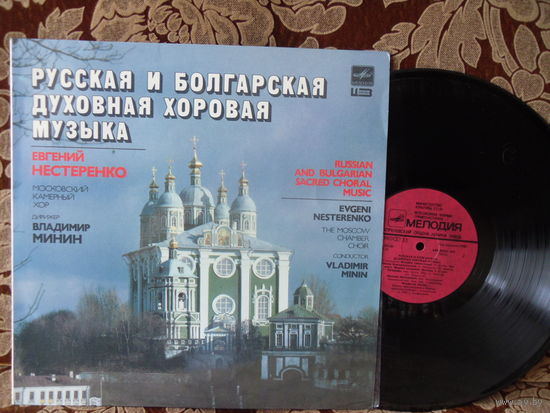 РУССКАЯ И БОЛГАРСКАЯ
ДУХОВНАЯ ХОРОВАЯ
МУЗЫКА
ЕВГЕНИЙ
НЕСТЕРЕНКО
МОСКОВСКИЙ
КАМЕРНЫЙ
ХОР
ДИРИЖЕР
ВЛАДИМИР
МИНИН
RUSSIAN
AND BULGARIAN
SACRED CHORAL
MUSIC
EVGENI
NESTERENKO
THE MOSCOW
CHAMBER
CHOIR
CONDUCTOR
VLADIMIR
MININ
МЕЛОДИЯ